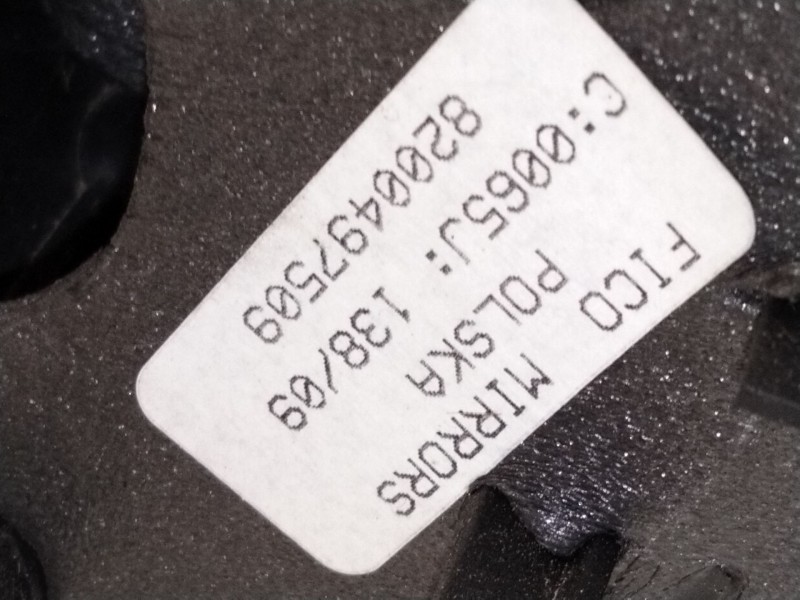 FICO MIRRORS
POLSKA
C:0065J: 138/09
8200497509